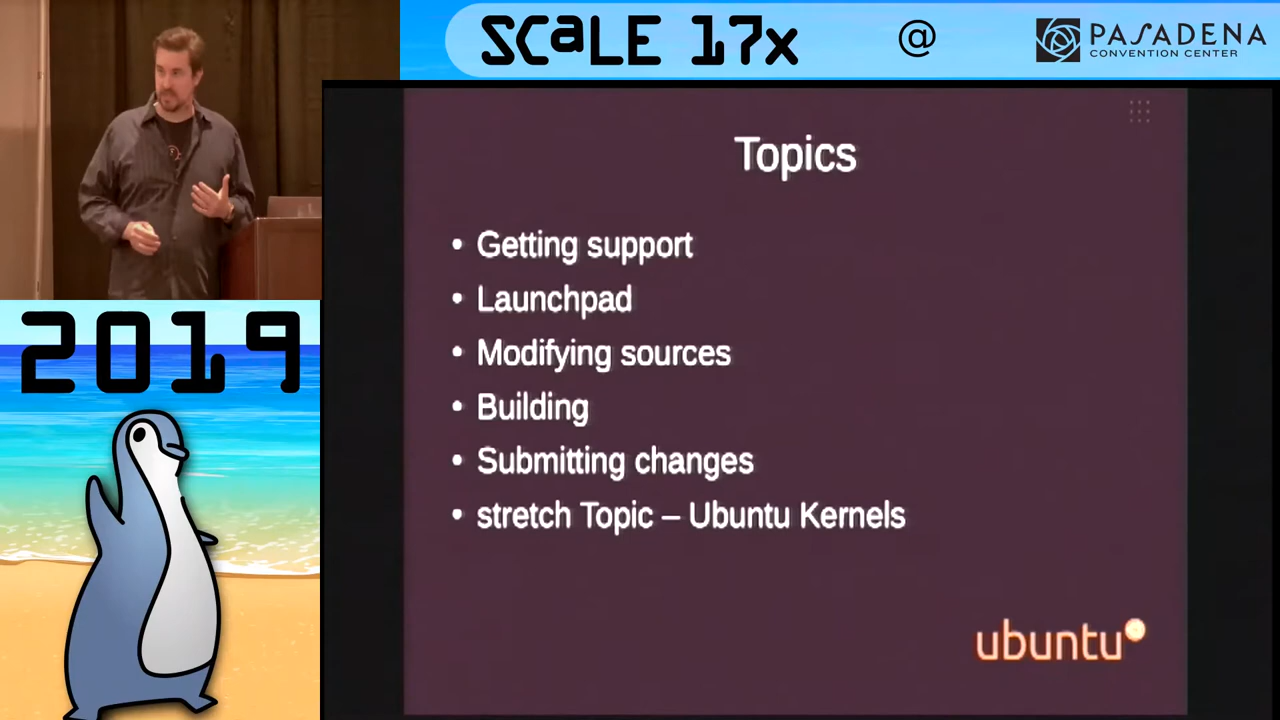 SCaLE 17x
@
PASADENA
CONVENTION CENTER
Topics
• Getting support
• Launchpad
• Modifying sources
• Building
• Submitting changes
• stretch Topic – Ubuntu Kernels
ubuntu
2019